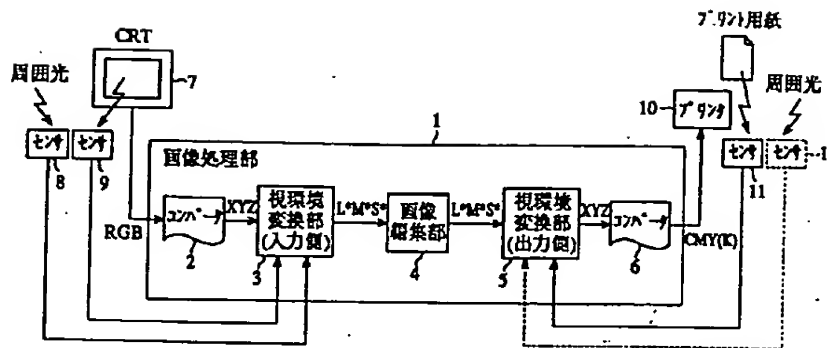 CRT
7
周囲光
センサ
8
センサ
9
プリント用紙
周囲光
10
プリンタ
センサ
11
センサ
1
画像処理部
RGB
コンバータ
2
XYZ
視環境
変換部
(入力側)
3
L*M*S*
画像
編集部
4
L*M*S*
視環境
変換部
(出力側)
5
XYZ
コンバータ
6
CMY(K)